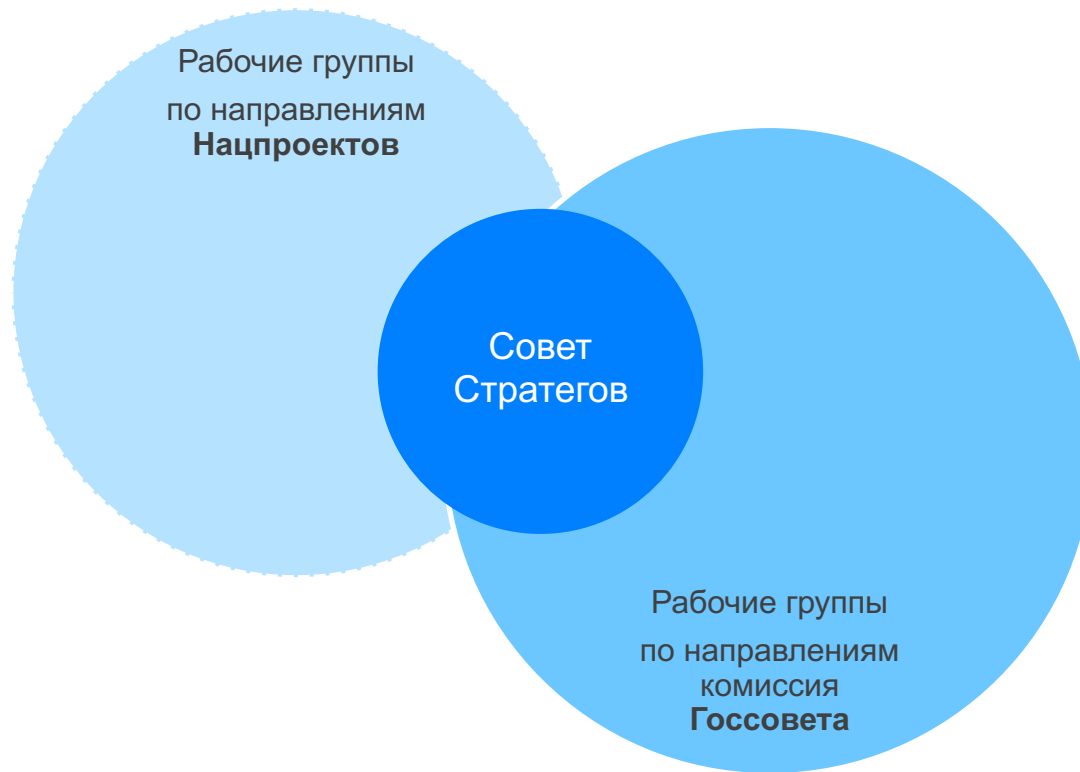 Рабочие группы
по направлениям
Нацпроектов
Совет
Стратегов
Рабочие группы
по направлениям
комиссия
Госсовета